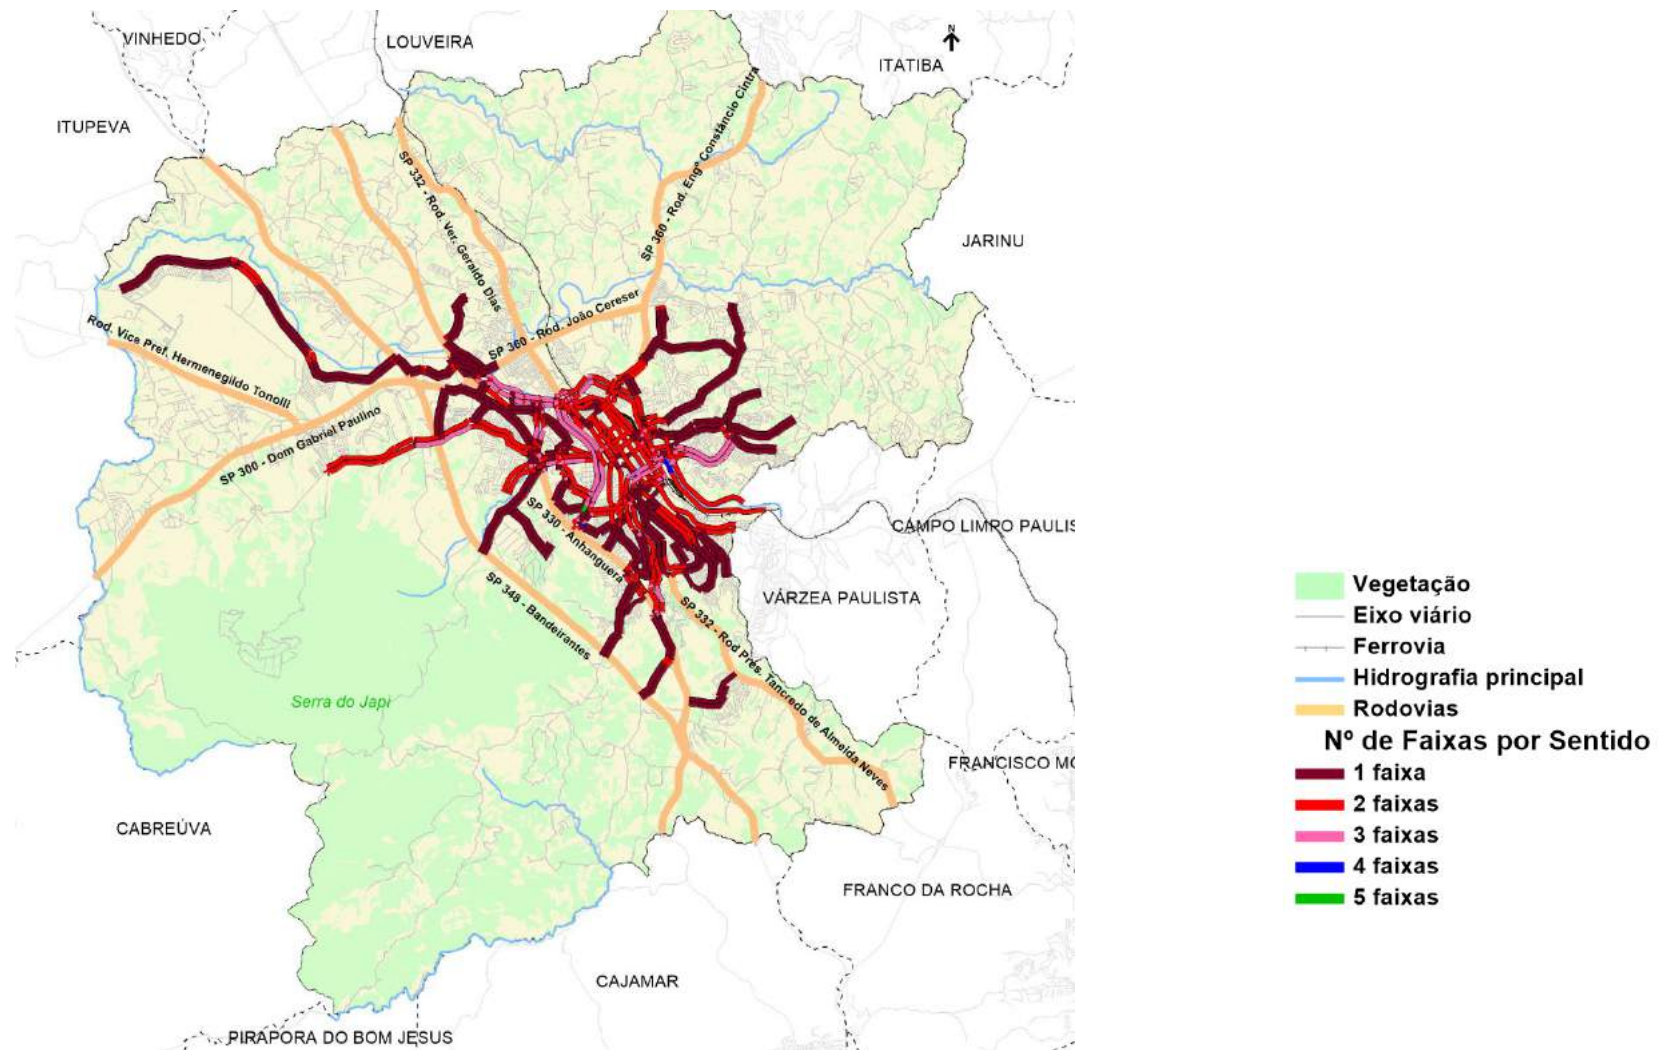 VINHEDO
LOUVEIRA
N
ITATIBA
ITUPEVA
SP 332 - Rod. Ver. Geraldo Dias
SP 360 - Rod. Engº Constâncio Cintra
JARINU
Rod. Vice Pref. Hermenegildo Tonolli
SP 360 - Rod. João Cereser
SP 300 - Dom Gabriel Paulino
SP 330 - Anhanguera
CAMPO LIMPO PAULIS
SP 348 - Bandeirantes
VÁRZEA PAULISTA
SP 332 - Rod Pres. Tancredo de Almeida Neves
Serra do Japi
FRANCISCO MO
CABREÚVA
FRANCO DA ROCHA
CAJAMAR
PIRAPORA DO BOM JESUS
Vegetação
Eixo viário
Ferrovia
Hidrografia principal
Rodovias
Nº de Faixas por Sentido
1 faixa
2 faixas
3 faixas
4 faixas
5 faixas